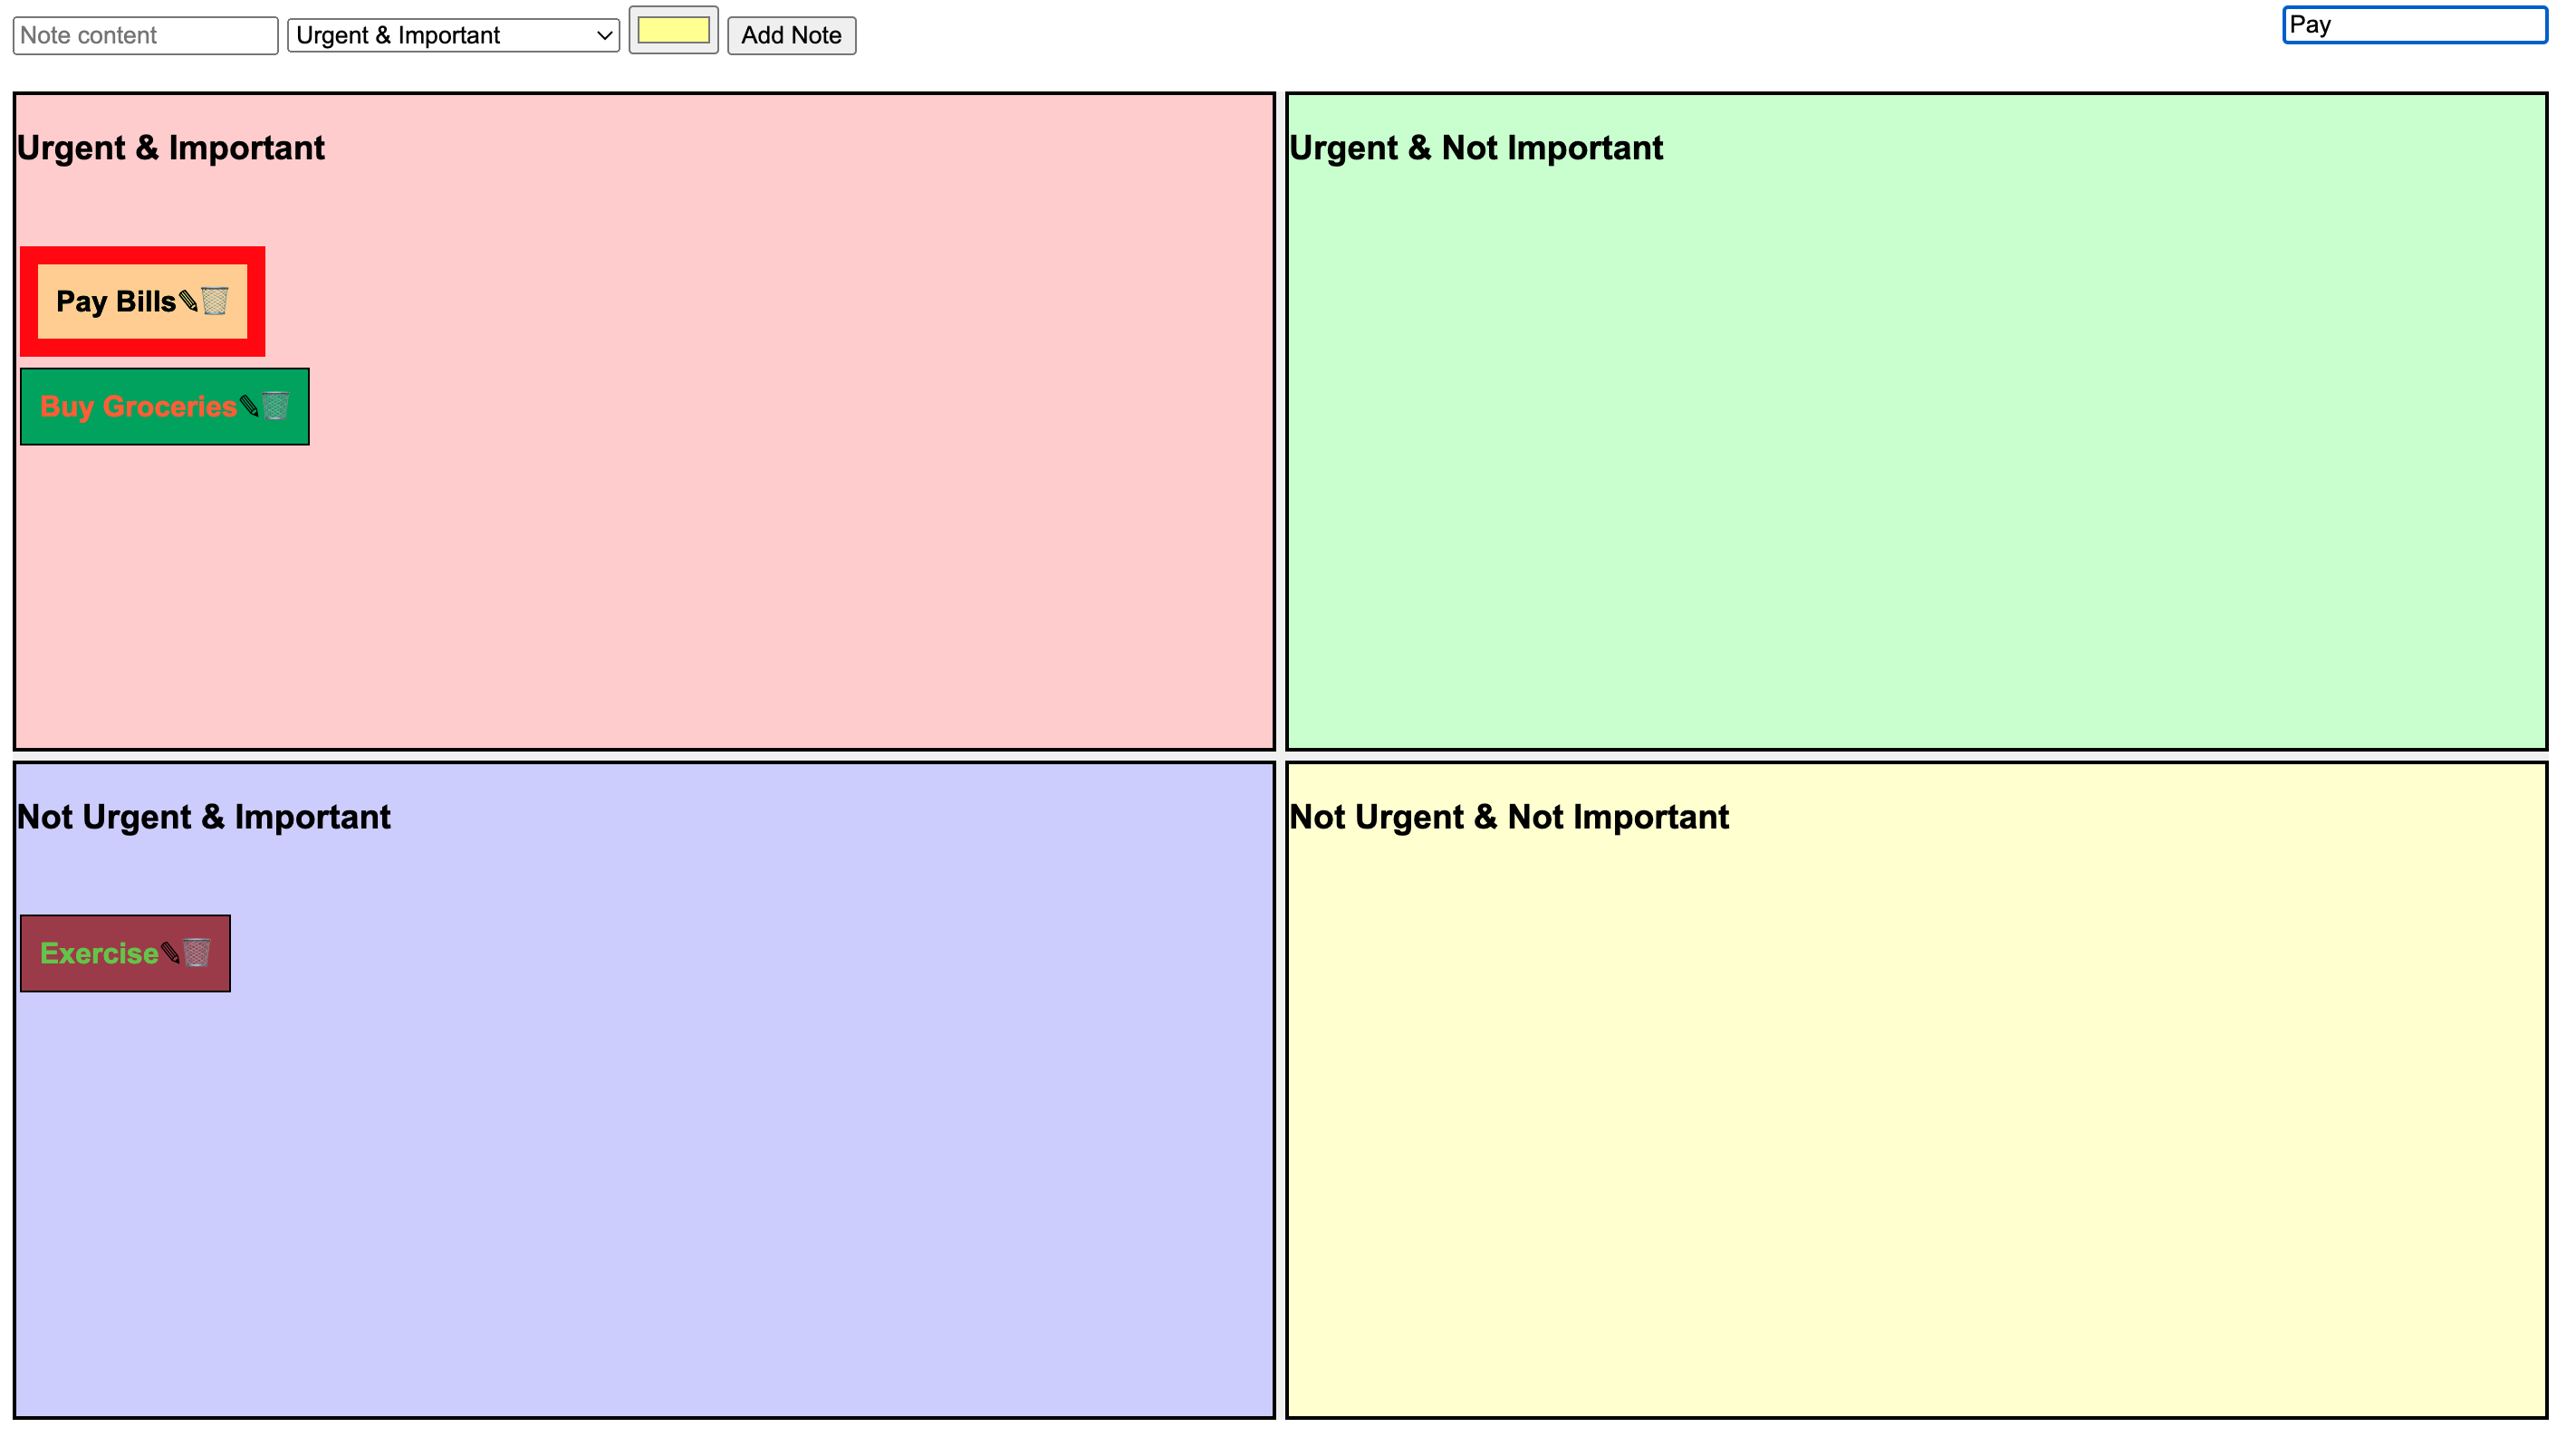 Note content Urgent & Important Add Note Pay
Urgent & Important
Pay Bills
Buy Groceries
Urgent & Not Important
Not Urgent & Important
Exercise
Not Urgent & Not Important